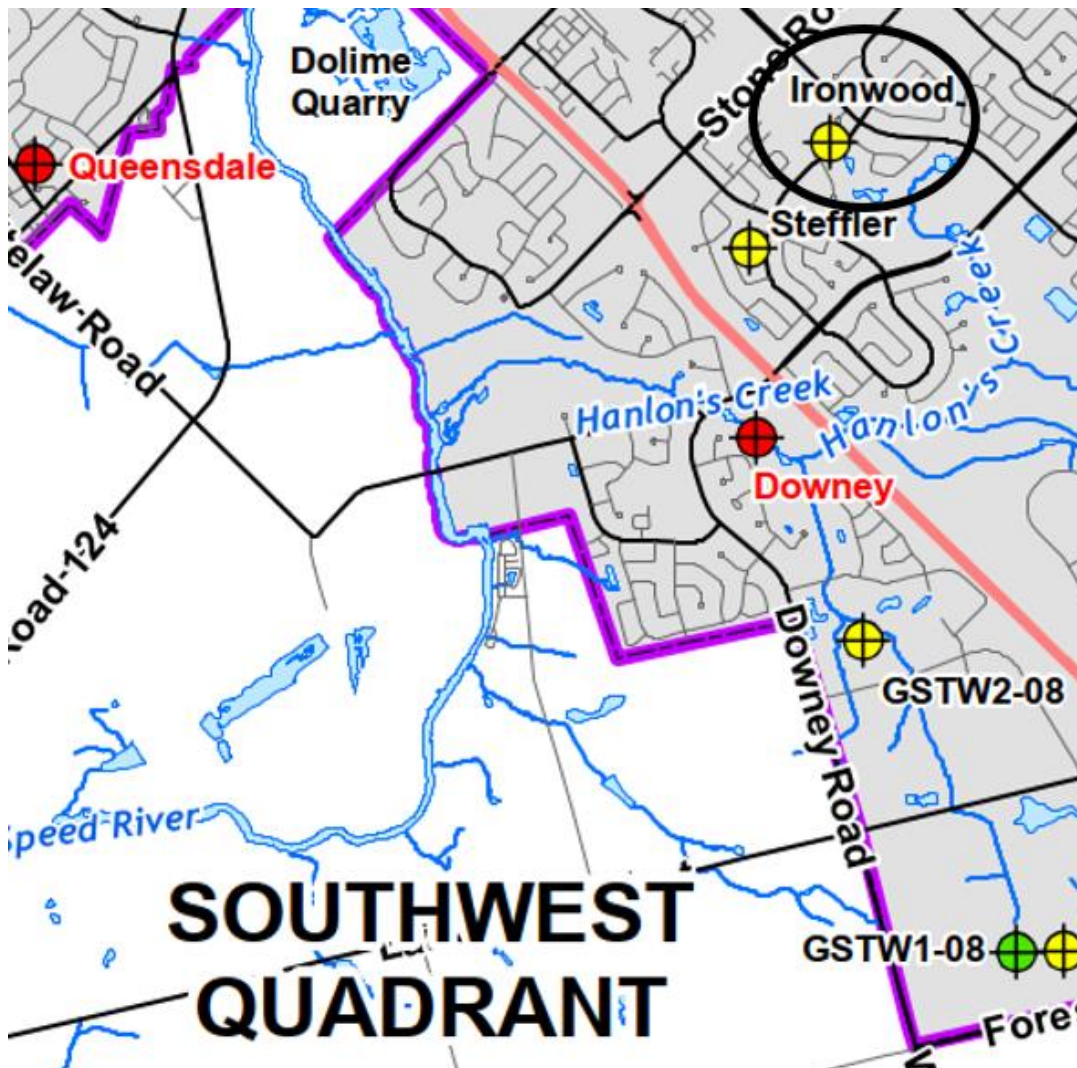 Dolime
Quarry
Stone Ro
Ironwood
Queensdale
Steffler
elaw Road
Hanlon's Creek
Hanlon's Creek
Downey
Road 124
Downey Road
GSTW2-08
Speed River
SOUTHWEST
QUADRANT
GSTW1-08
Fore